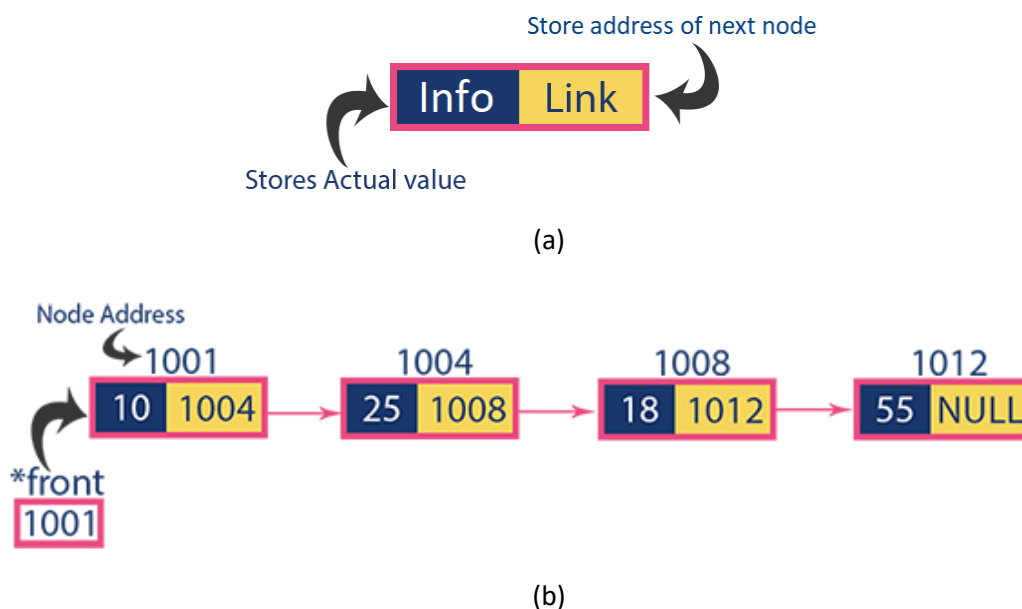 Store address of next node
Info Link
Stores Actual value
(a)
Node Address
1001 1004 1008 1012
10 1004 25 1008 18 1012 55 NULL
*front
1001
(b)